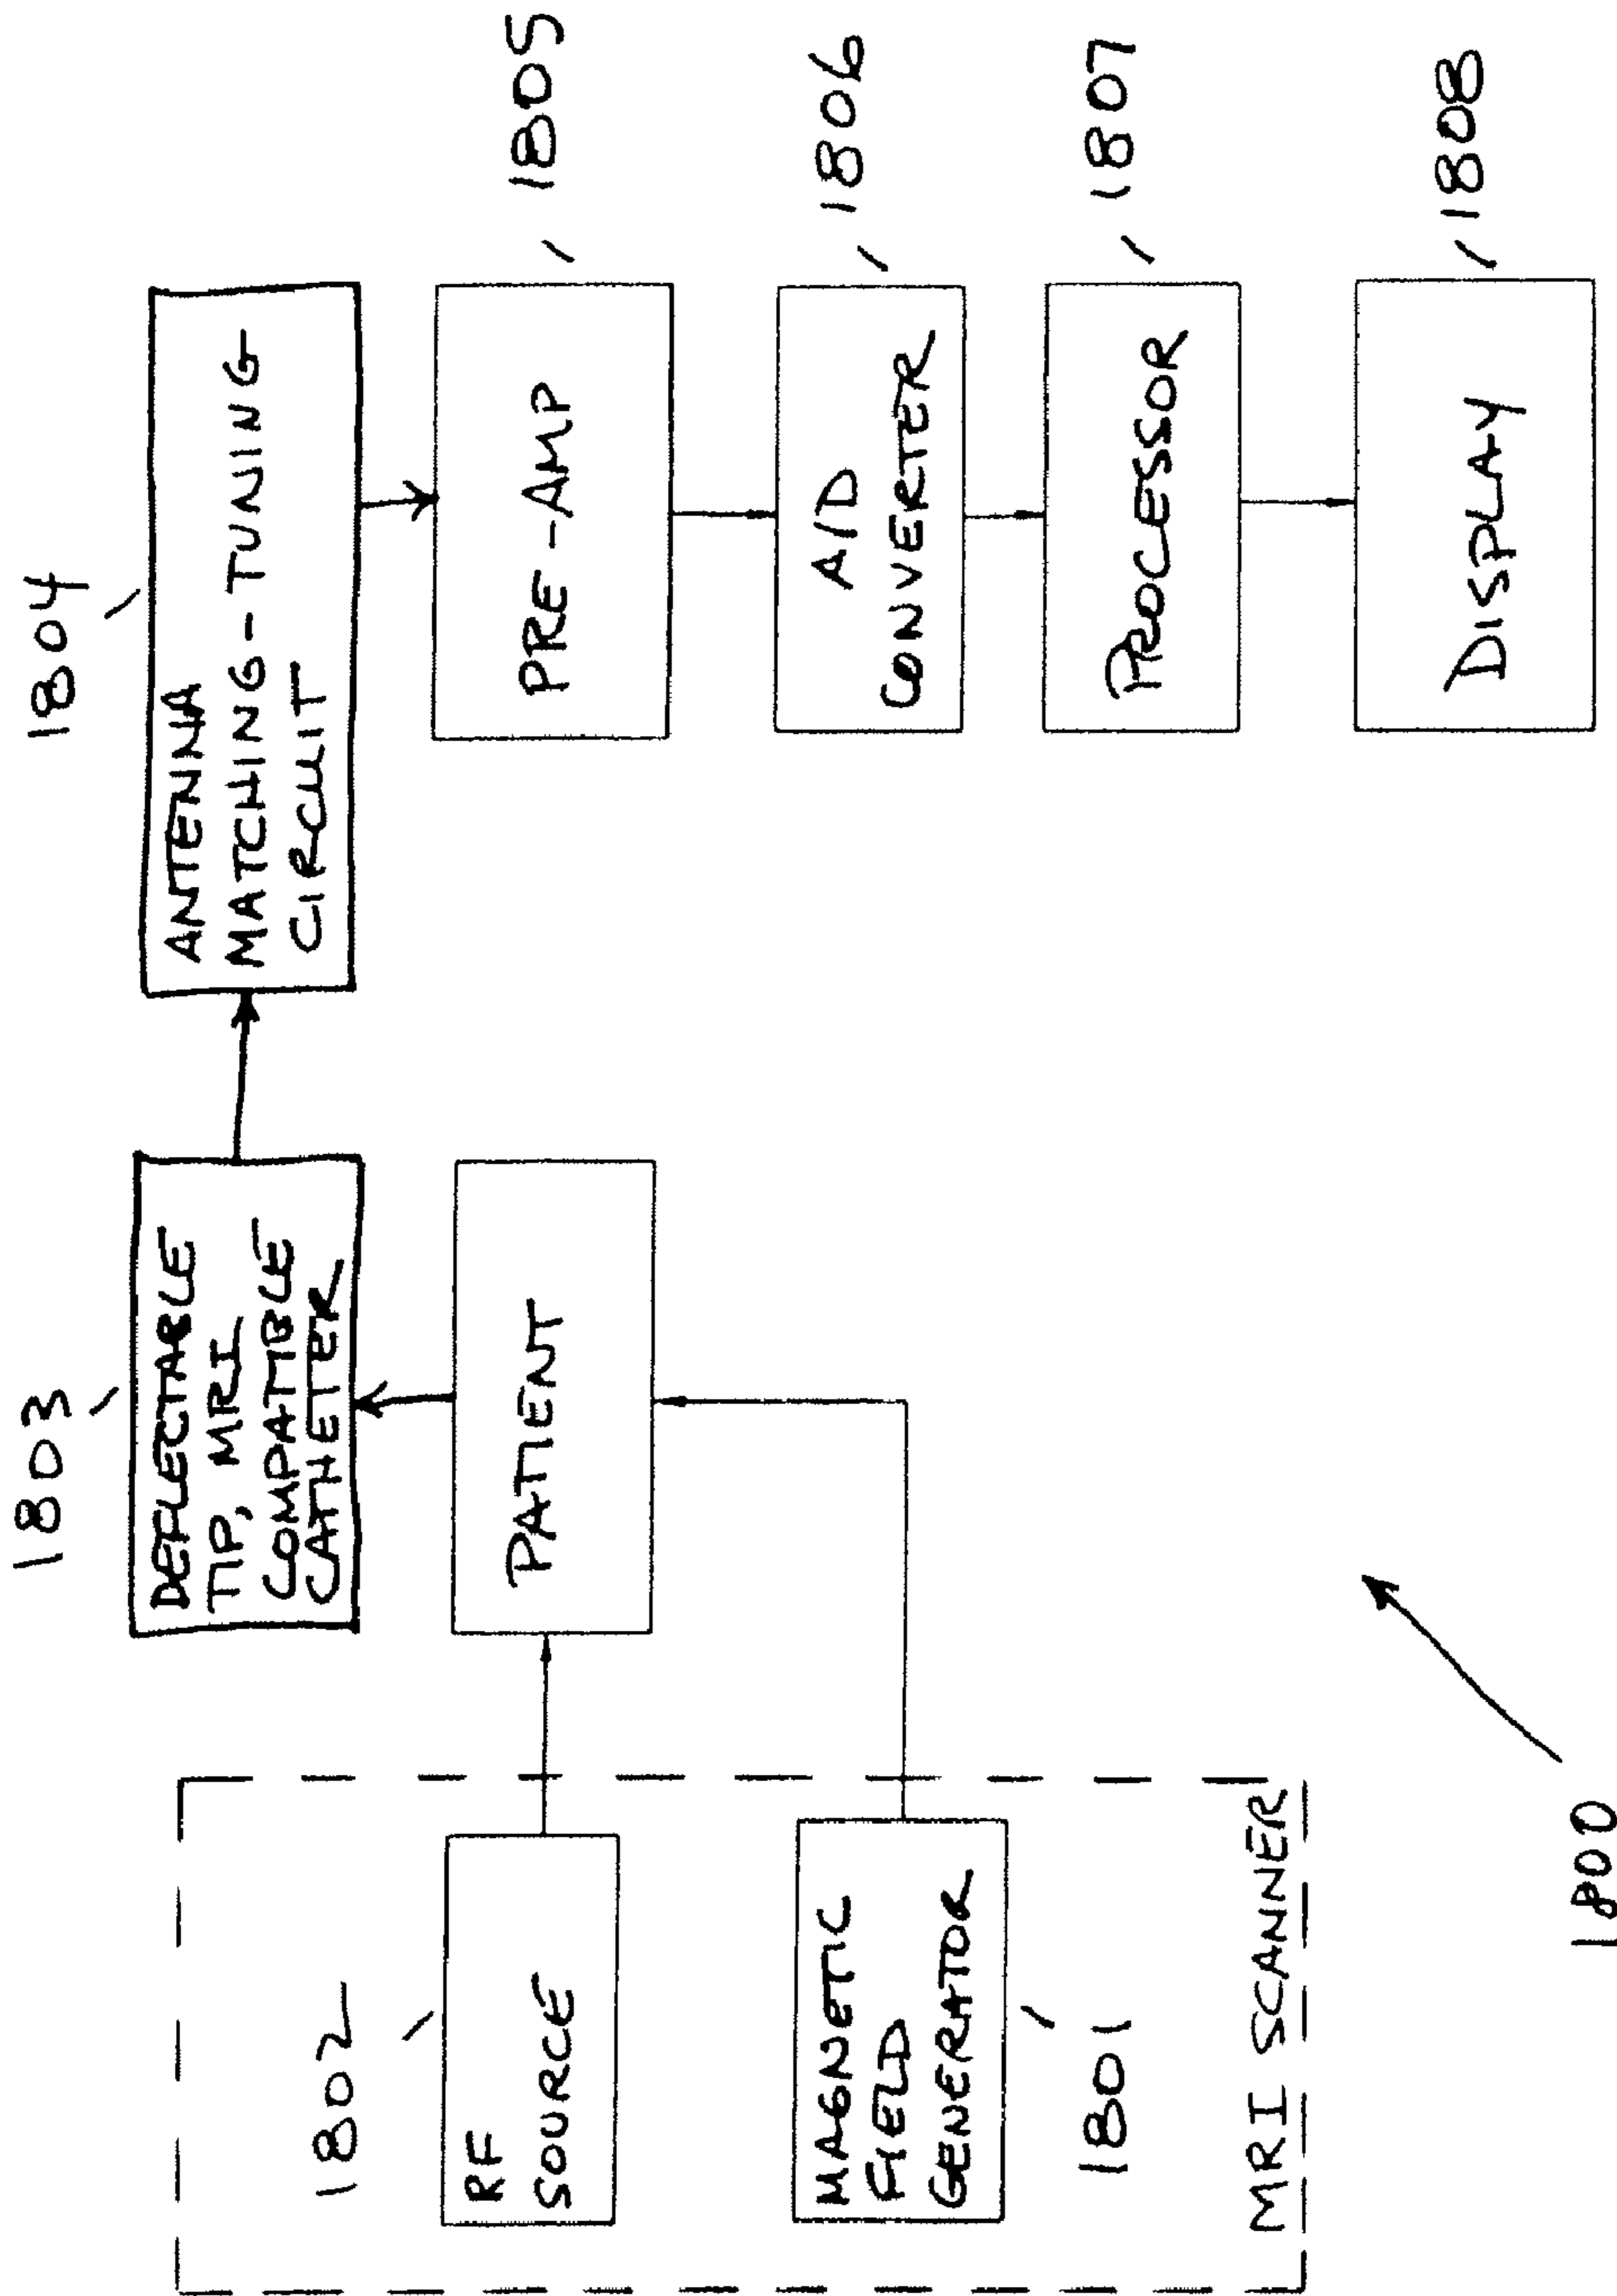 1803
DEFLECTABLE
TIP, MRI
COMPATIBLE
CATHETER
1804
ANTENNA
MATCHING-TUNING
CIRCUIT
1802
RF
SOURCE
PATIENT
PRE-AMP
1805
MAGNETIC
FIELD
GENERATOR
1801
A/D
CONVERTER
1806
PROCESSOR
1807
MRI SCANNER
DISPLAY
1808
1800